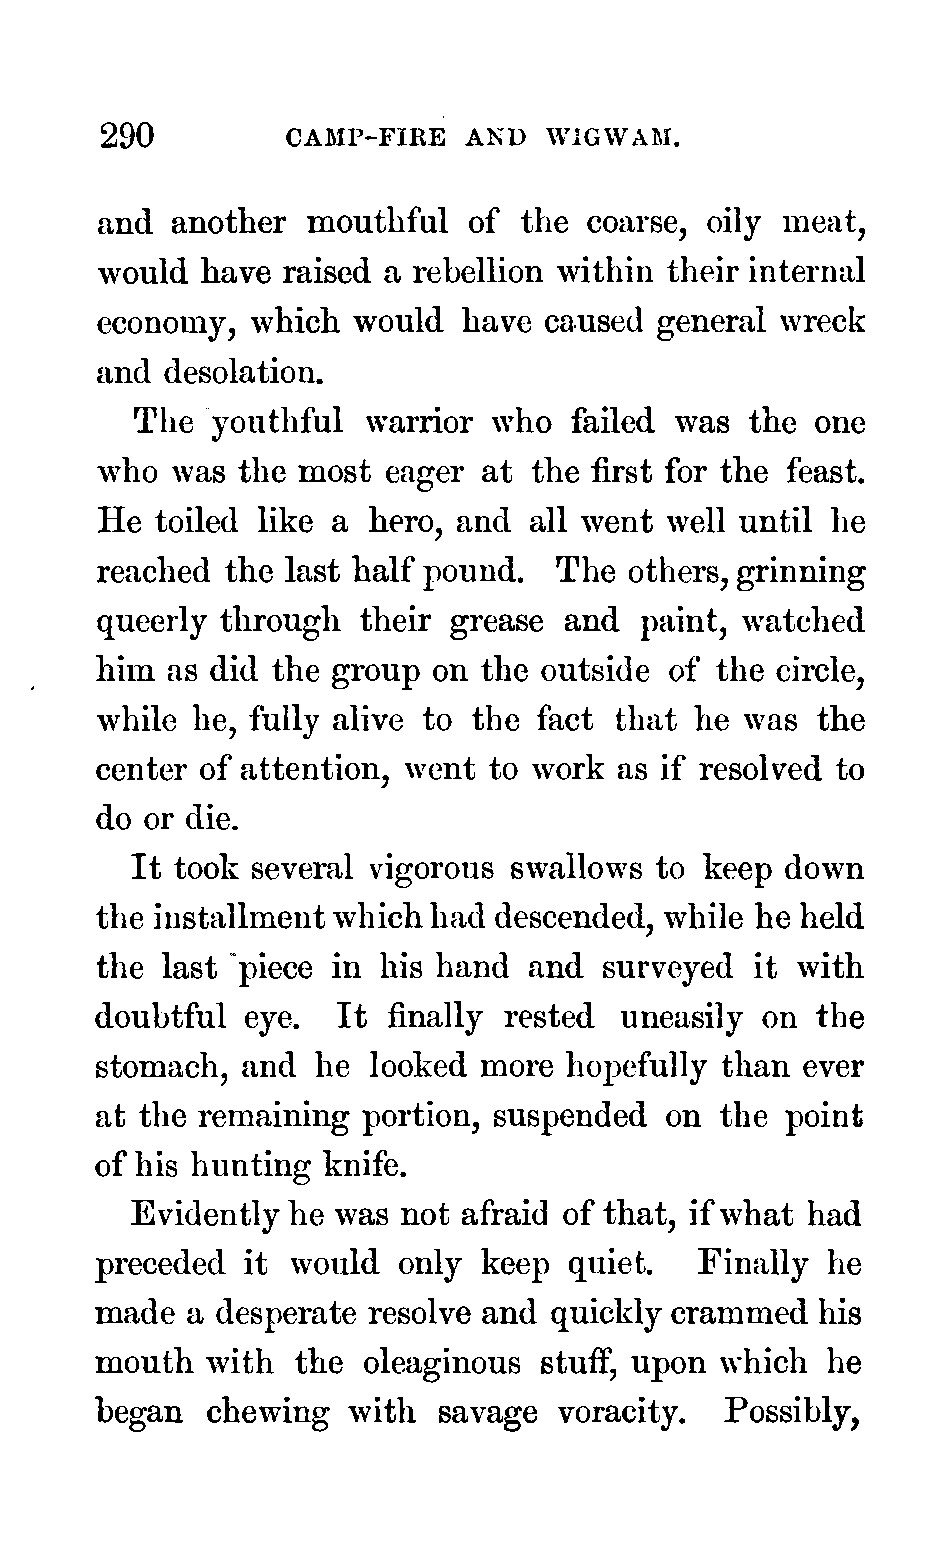 290 CAMP-FIRE AND WIGWAM.
and another mouthful of the coarse, oily meat,
would have raised a rebellion within their internal
economy, which would have caused general wreck
and desolation.
The youthful warrior who failed was the one
who was the most eager at the first for the feast.
He toiled like a hero, and all went well until he
reached the last half pound. The others, grinning
queerly through their grease and paint, watched
him as did the group on the outside of the circle,
while he, fully alive to the fact that he was the
center of attention, went to work as if resolved to
do or die.
It took several vigorous swallows to keep down
the installment which had descended, while he held
the last piece in his hand and surveyed it with
doubtful eye. It finally rested uneasily on the
stomach, and he looked more hopefully than ever
at the remaining portion, suspended on the point
of his hunting knife.
Evidently he was not afraid of that, if what had
preceded it would only keep quiet. Finally he
made a desperate resolve and quickly crammed his
mouth with the oleaginous stuff, upon which he
began chewing with savage voracity. Possibly,